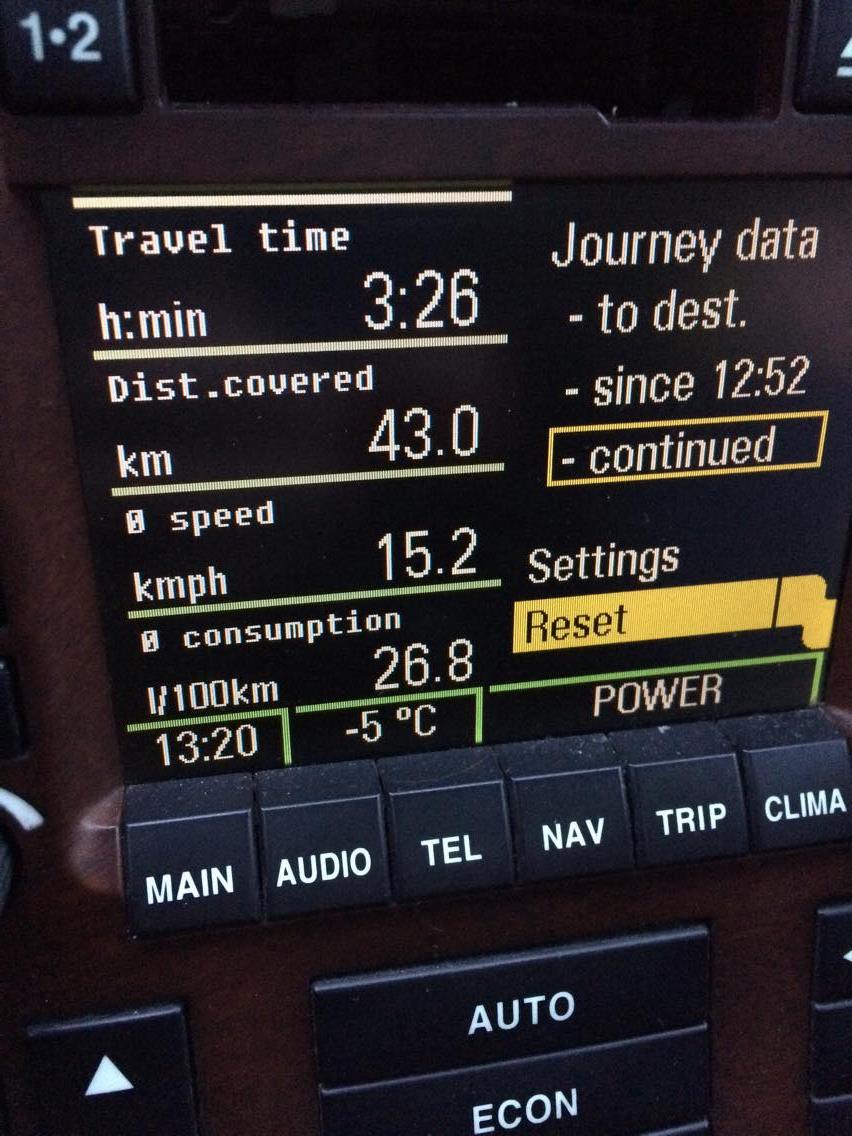 1•2
Travel time
h:min 3:26
Dist.covered
km 43.0
Ø speed
kmph 15.2
Ø consumption
l/100km 26.8
13:20 -5 ºC
Journey data
- to dest.
- since 12:52
- continued
Settings
Reset
POWER
MAIN AUDIO TEL NAV TRIP CLIMA
AUTO
ECON